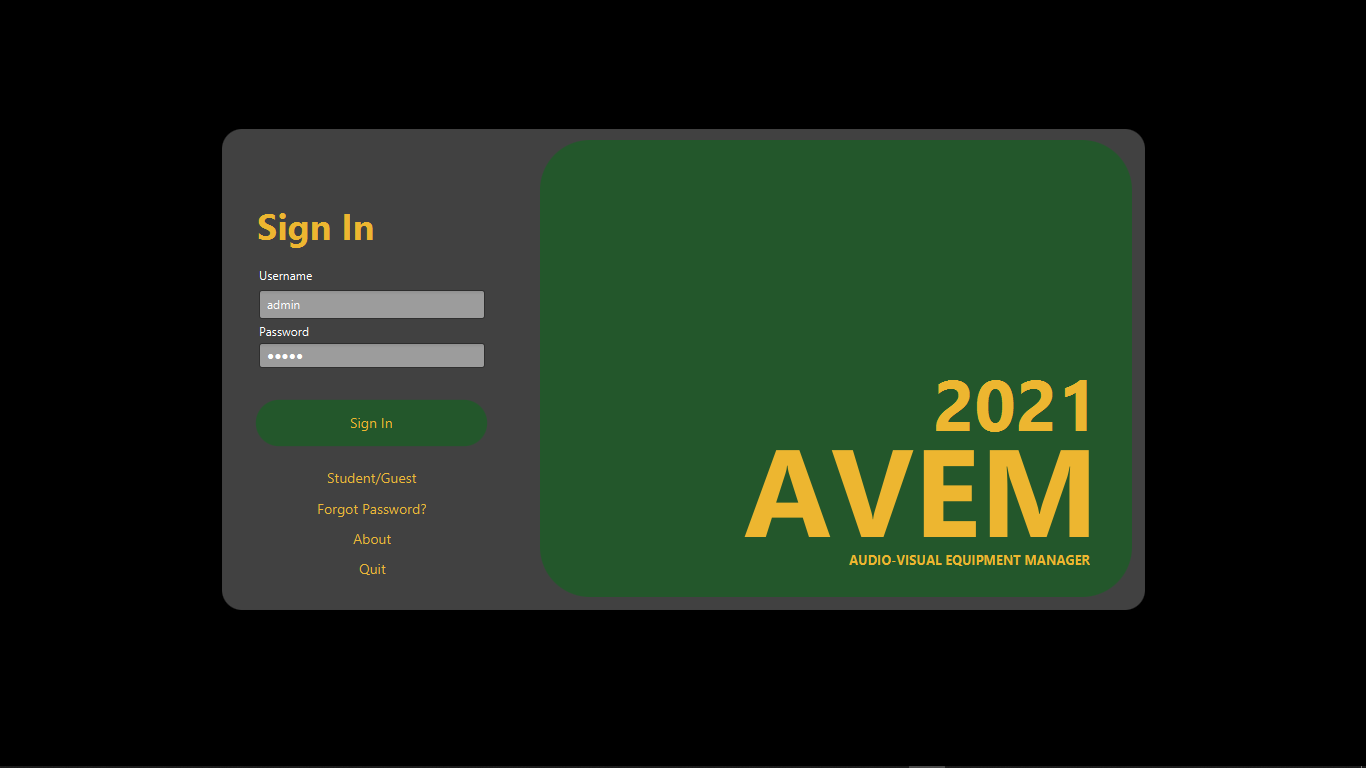 Sign In
Username
admin
Password
●●●●●
Sign In
Student/Guest
Forgot Password?
About
Quit
2021
AVEM
AUDIO-VISUAL EQUIPMENT MANAGER